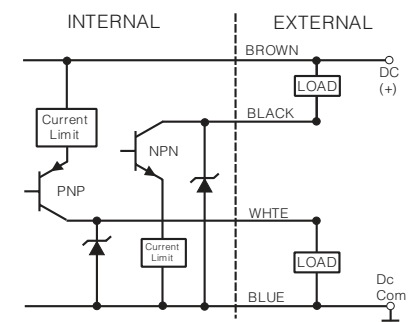 INTERNAL
EXTERNAL
BROWN
DC
(+)
LOAD
BLACK
Current
Limit
NPN
PNP
WHTE
Current
Limit
LOAD
Dc
Com
BLUE